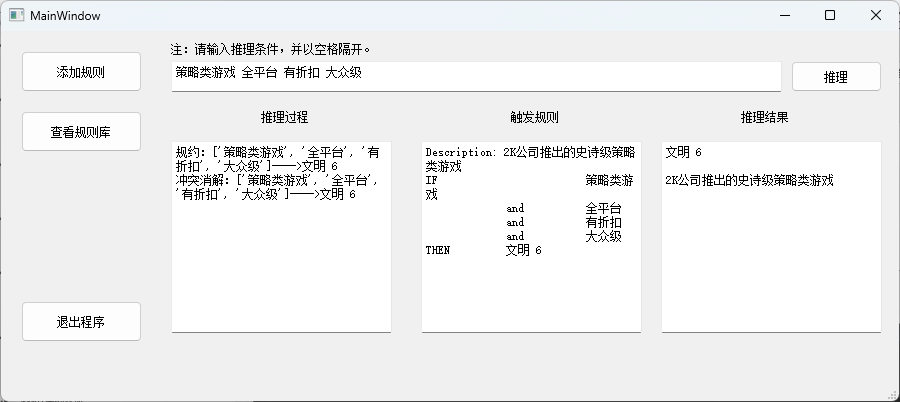 MainWindow
添加规则
查看规则库
退出程序
注：请输入推理条件，并以空格隔开。
策略类游戏 全平台 有折扣 大众级
推理
推理过程
规约：['策略类游戏', '全平台', '有
折扣', '大众级']--->文明 6
冲突消解：['策略类游戏', '全平台',
'有折扣', '大众级']--->文明 6
触发规则
Description: 2K公司推出的史诗级策略
类游戏
IF 策略类游
戏
and 全平台
and 有折扣
and 大众级
THEN 文明 6
推理结果
文明 6
2K公司推出的史诗级策略类游戏